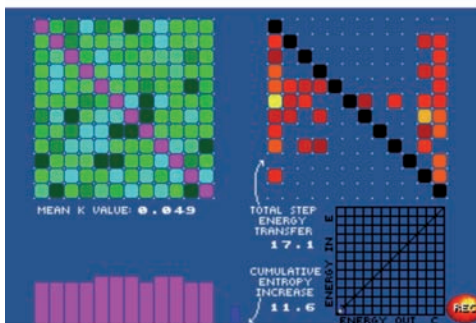 MEAN K VALUE: 0.049
TOTAL STEP
ENERGY
TRANSFER
17.1
CUMULATIVE
ENTROPY
INCREASE
11.6
ENERGY IN E
ENERGY OUT C
REC